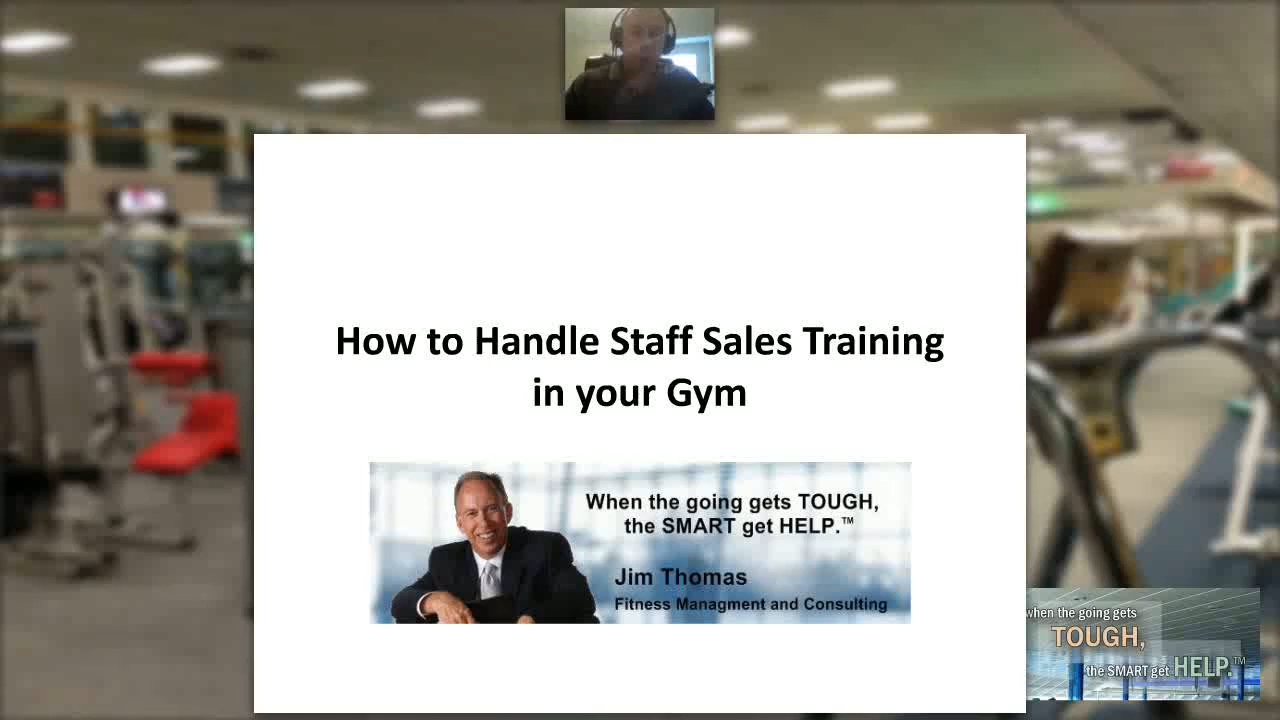 How to Handle Staff Sales Training
in your Gym
When the going gets TOUGH,
the SMART get HELP.™
Jim Thomas
Fitness Managment and Consulting
when the going gets
TOUGH,
the SMART get HELP.™